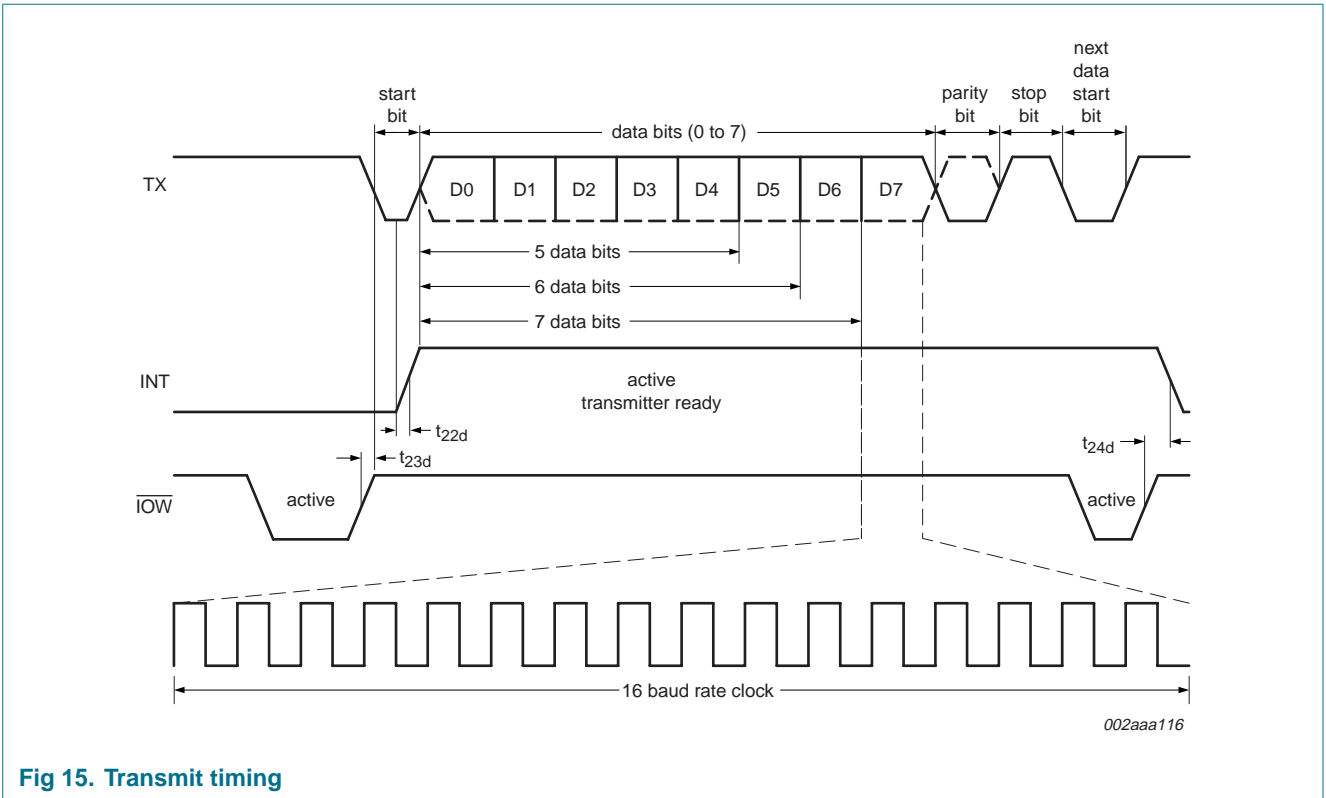 start
bit
data bits (0 to 7)
parity
bit
stop
bit
next
data
start
bit
TX
D0
D1
D2
D3
D4
D5
D6
D7
5 data bits
6 data bits
7 data bits
INT
active
transmitter ready
t22d
t23d
t24d
IOW
active
active
16 baud rate clock
002aaa116
Fig 15. Transmit timing